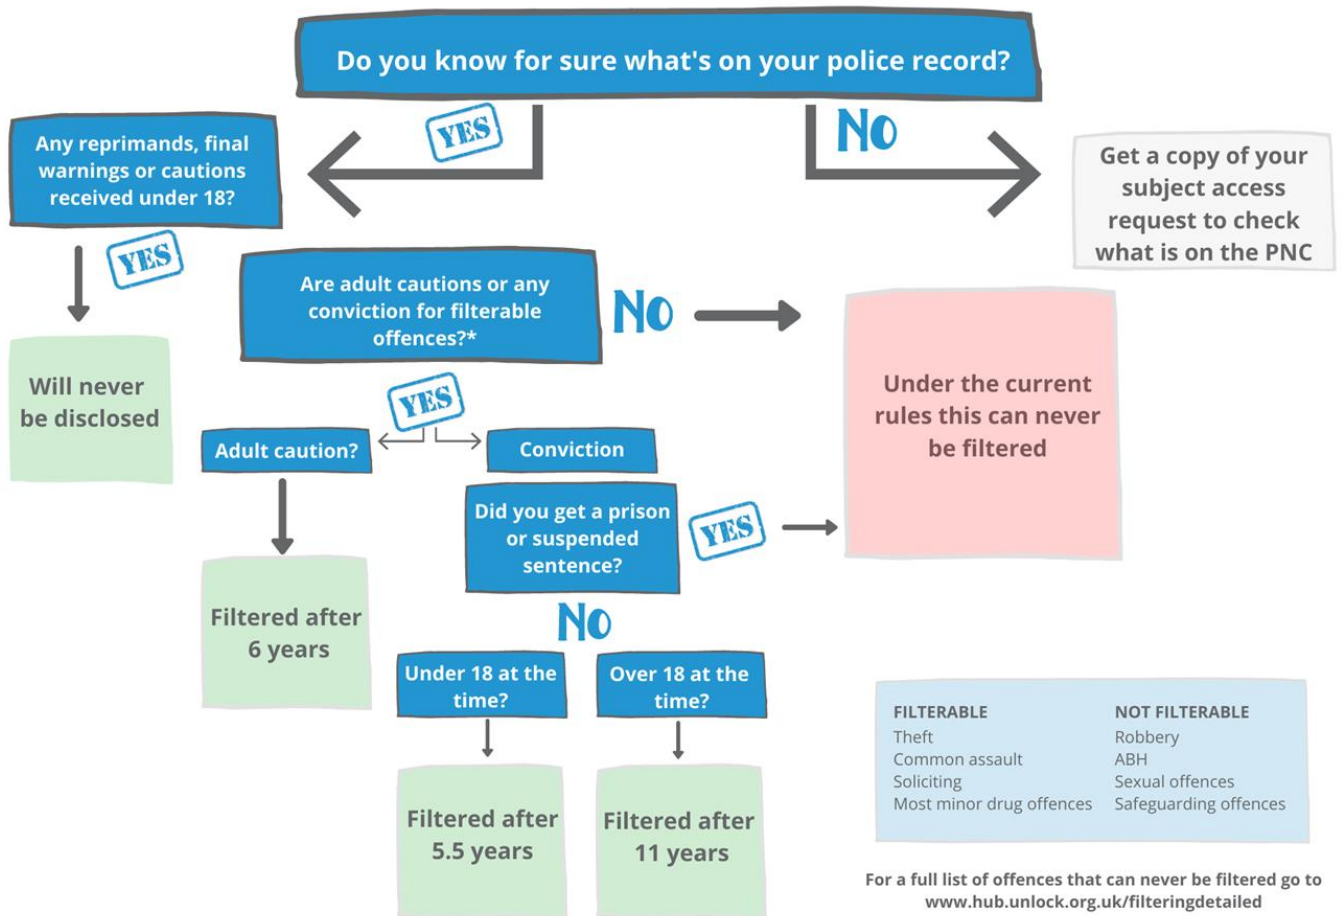 Do you know for sure what's on your police record?
YES
NO
Any reprimands, final
warnings or cautions
received under 18?
Get a copy of your
subject access
request to check
what is on the PNC
YES
Are adult cautions or any
conviction for filterable
offences?*
NO
Will never
be disclosed
Under the current
rules this can never
be filtered
YES
Adult caution?
Conviction
Did you get a prison
or suspended
sentence?
YES
Filtered after
6 years
NO
Under 18 at the
time?
Over 18 at the
time?
Filtered after
5.5 years
Filtered after
11 years
FILTERABLE
Theft
Common assault
Soliciting
Most minor drug offences
NOT FILTERABLE
Robbery
ABH
Sexual offences
Safeguarding offences
For a full list of offences that can never be filtered go to
www.hub.unlock.org.uk/filteringdetailed